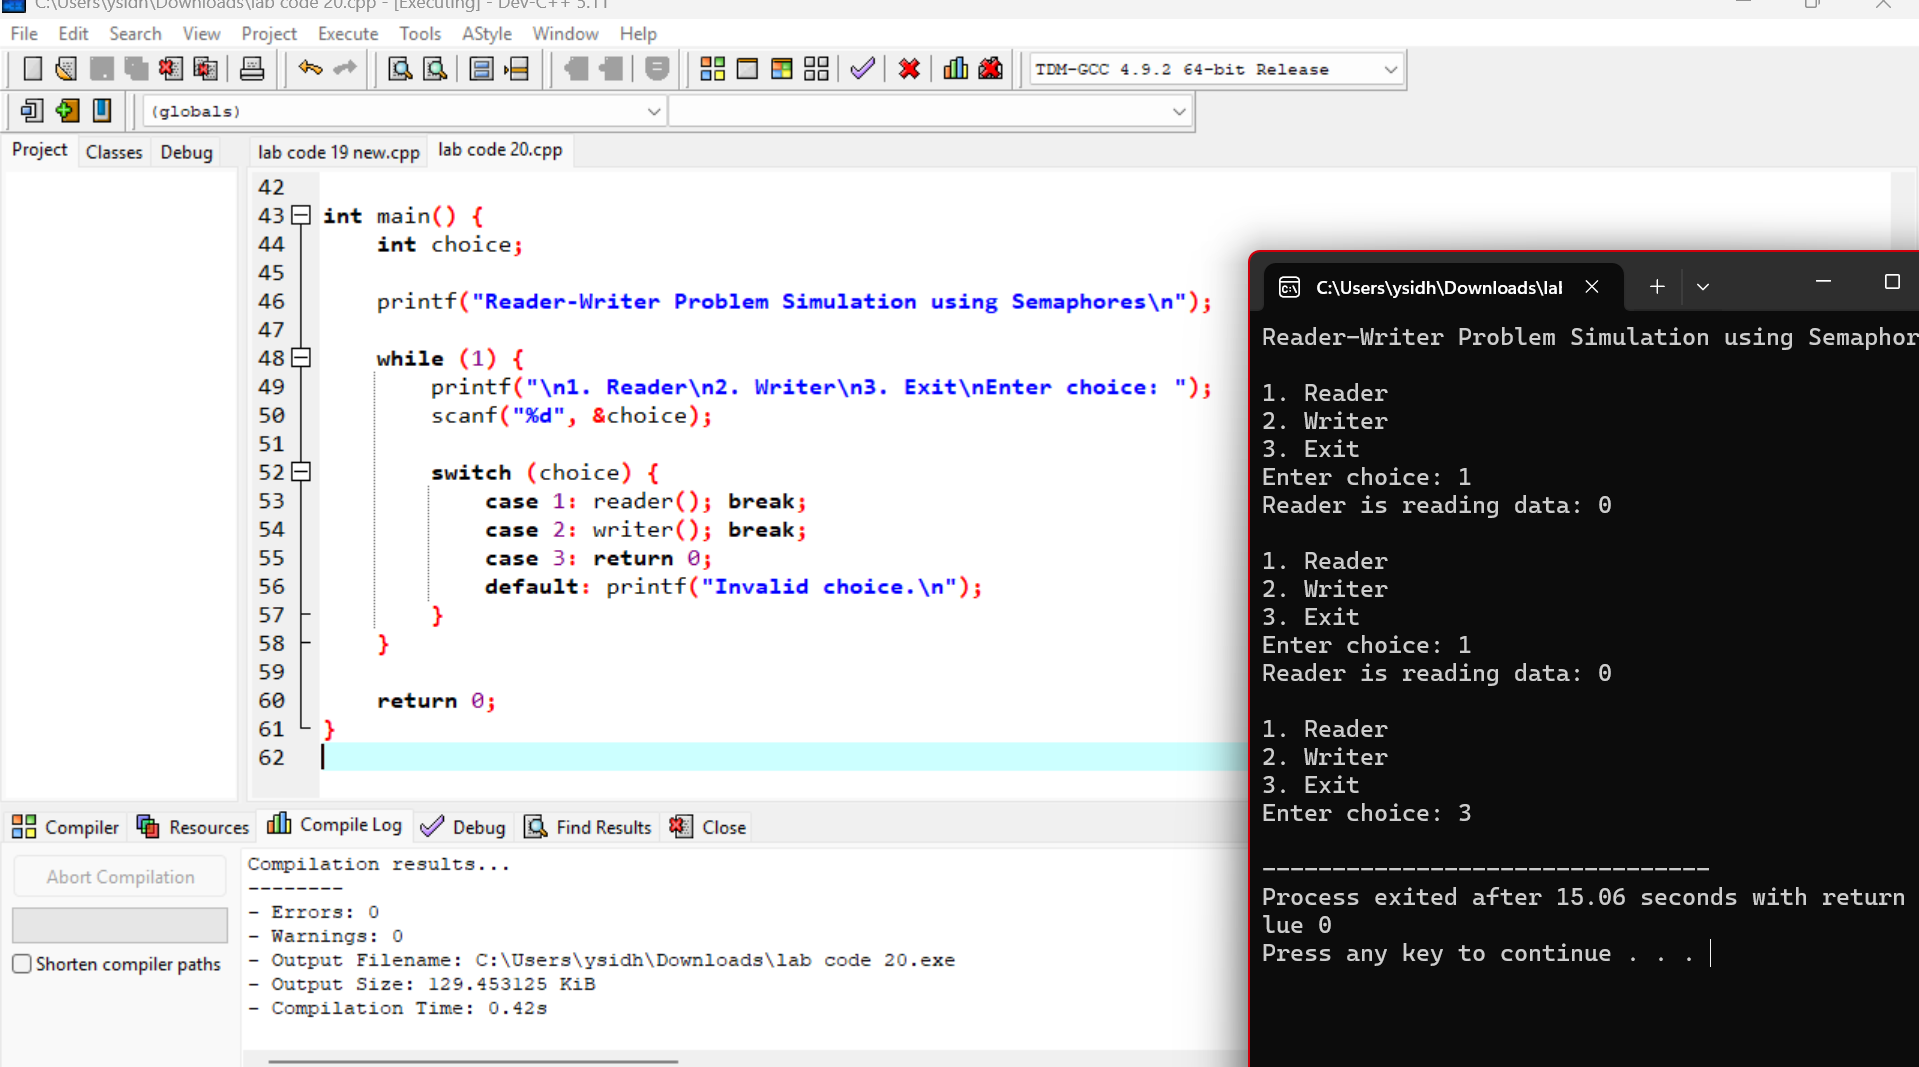 C:\Users\ysidh\Downloads\lab code 20.cpp - [Executing] - Dev-C++ 5.11
File Edit Search View Project Execute Tools AStyle Window Help
TDM-GCC 4.9.2 64-bit Release
(globals)
Project Classes Debug
lab code 19 new.cpp lab code 20.cpp
42
43 int main() {
44 int choice;
45
46 printf("Reader-Writer Problem Simulation using Semaphores\n");
47
48 while (1) {
49 printf("\n1. Reader\n2. Writer\n3. Exit\nEnter choice: ");
50 scanf("%d", &choice);
51
52 switch (choice) {
53 case 1: reader(); break;
54 case 2: writer(); break;
55 case 3: return 0;
56 default: printf("Invalid choice.\n");
57 }
58 }
59
60 return 0;
61 }
62
Compiler Resources Compile Log Debug Find Results Close
Abort Compilation
Shorten compiler paths
Compilation results...
--------
- Errors: 0
- Warnings: 0
- Output Filename: C:\Users\ysidh\Downloads\lab code 20.exe
- Output Size: 129.453125 KiB
- Compilation Time: 0.42s
C:\Users\ysidh\Downloads\lal
Reader-Writer Problem Simulation using Semaphor
1. Reader
2. Writer
3. Exit
Enter choice: 1
Reader is reading data: 0
1. Reader
2. Writer
3. Exit
Enter choice: 1
Reader is reading data: 0
1. Reader
2. Writer
3. Exit
Enter choice: 3
--------------------------------
Process exited after 15.06 seconds with return
lue 0
Press any key to continue . . .